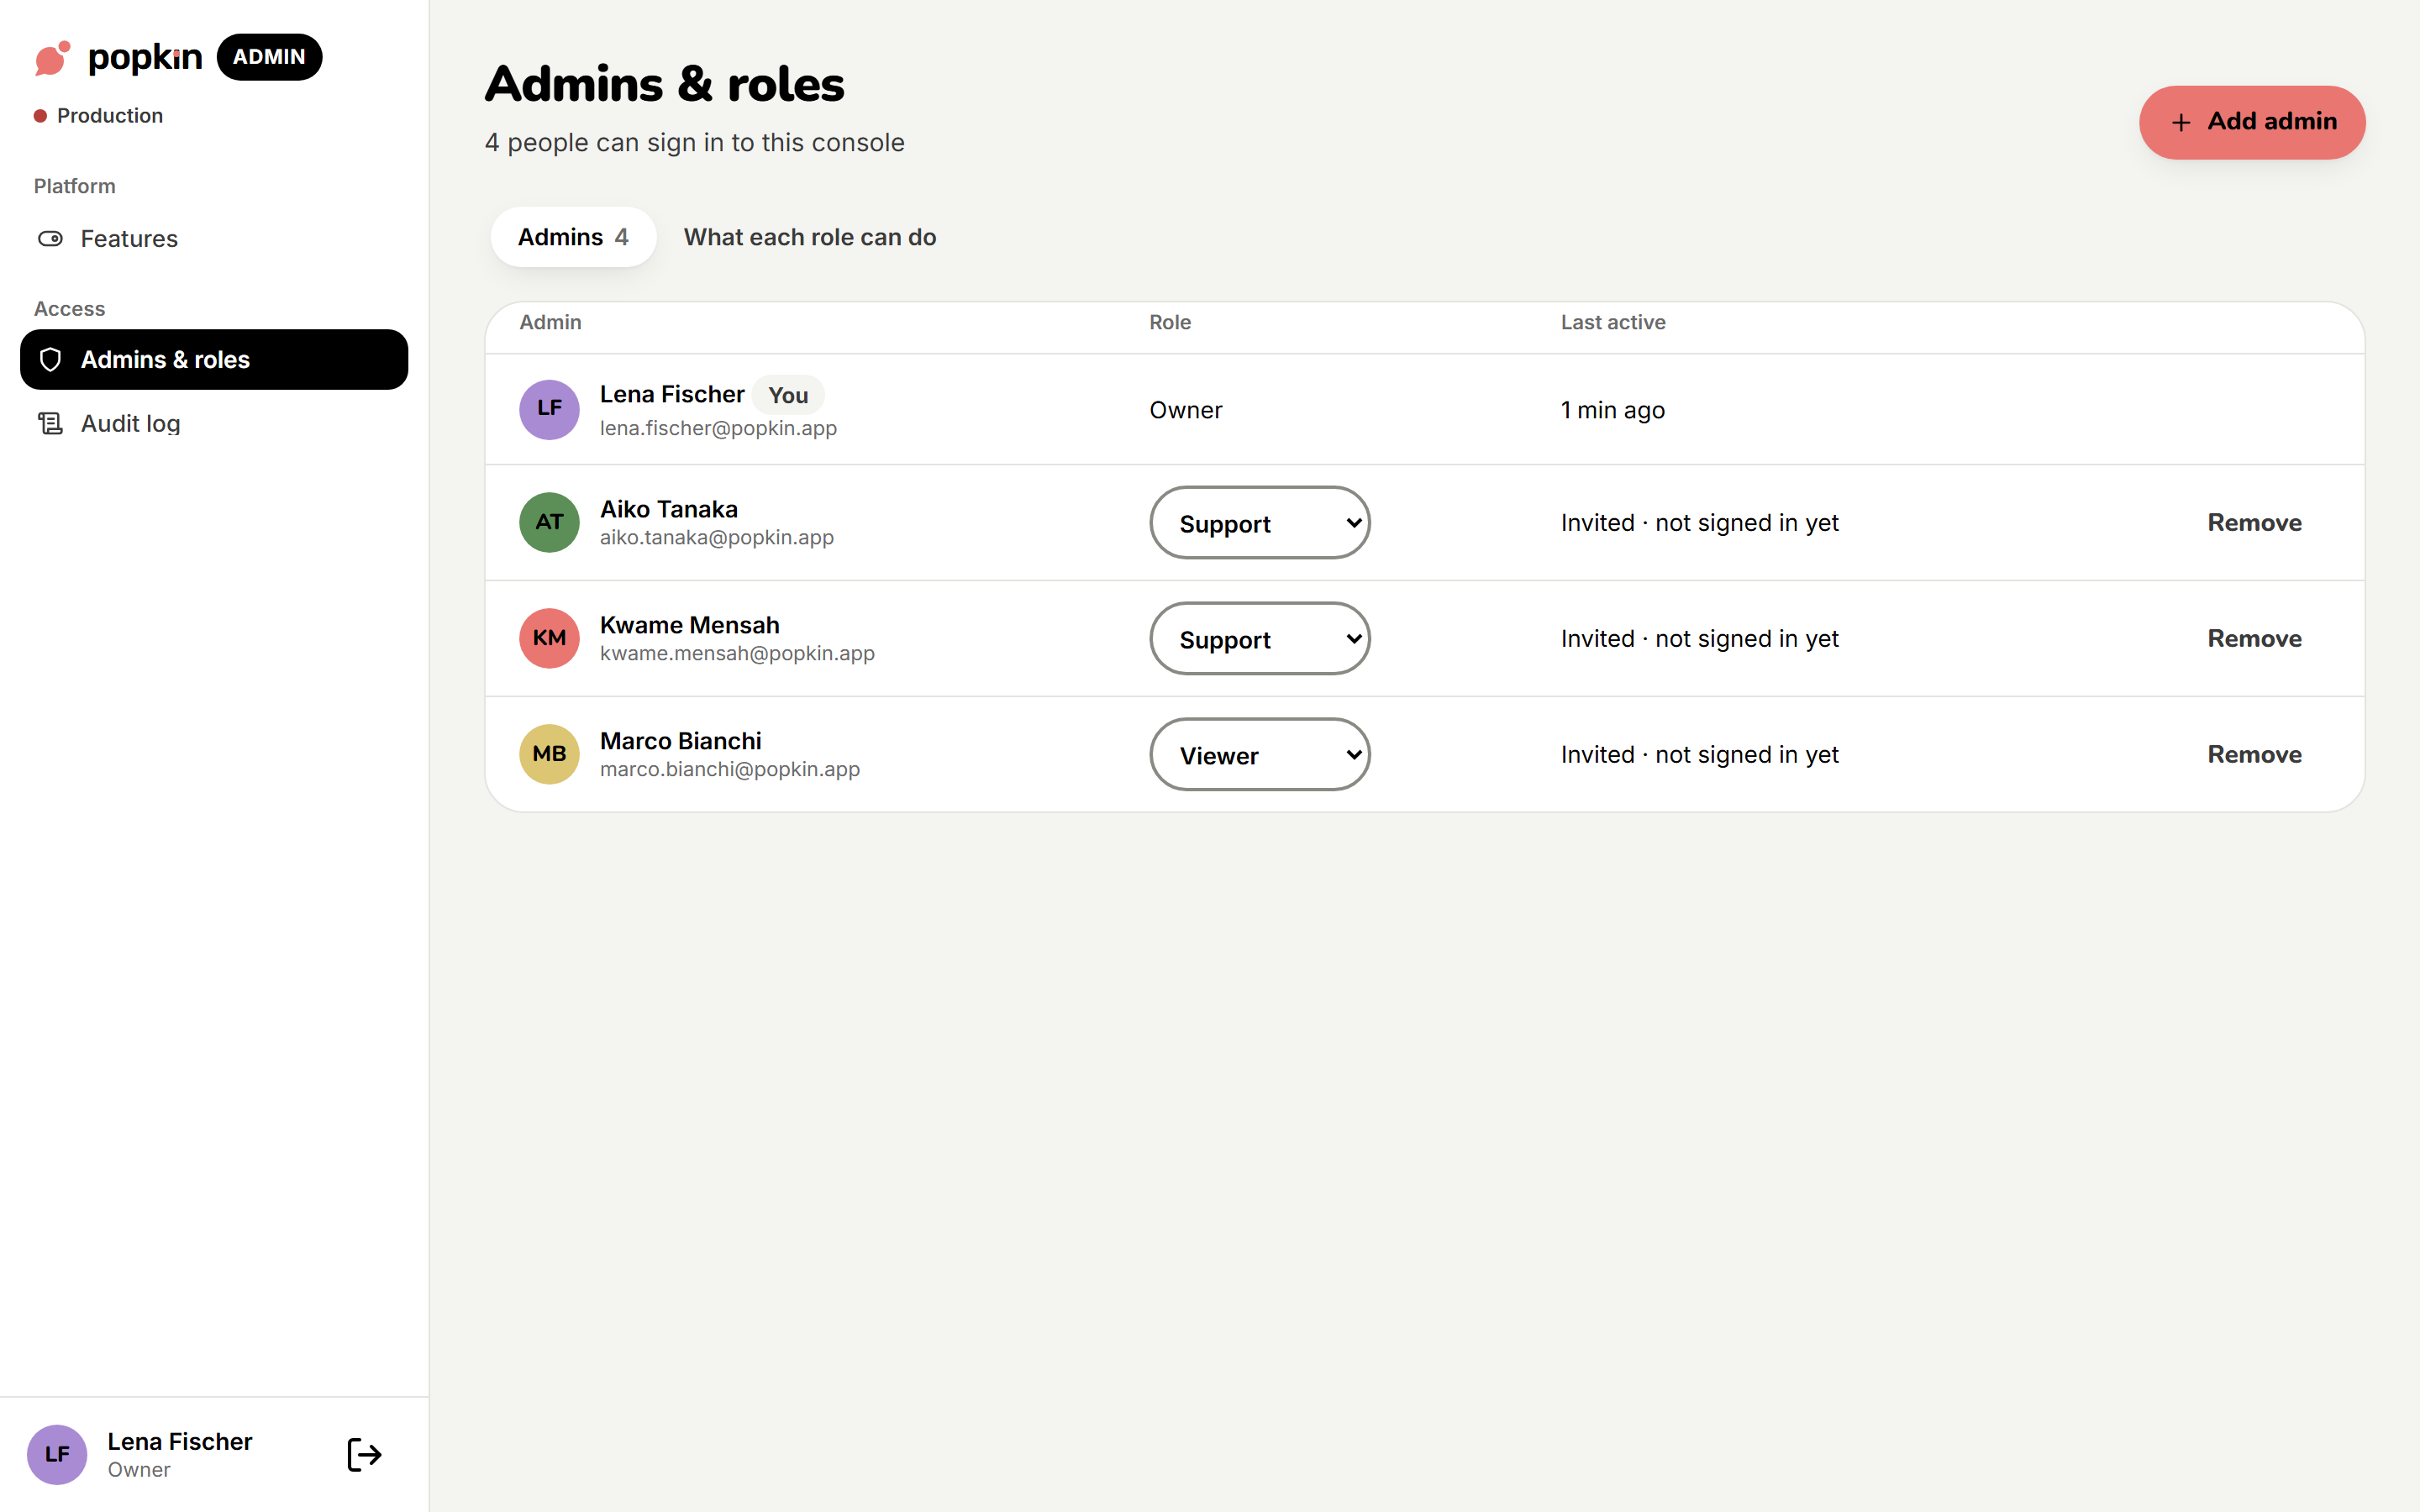 popkin ADMIN
Production
Platform
Features
Access
Admins & roles
Audit log
LF
Lena Fischer
Owner
Admins & roles
4 people can sign in to this console
Add admin
Admins 4
What each role can do
Admin Role Last active
LF
Lena Fischer You
lena.fischer@popkin.app
Owner
1 min ago
AT
Aiko Tanaka
aiko.tanaka@popkin.app
Support
Invited · not signed in yet
Remove
KM
Kwame Mensah
kwame.mensah@popkin.app
Support
Invited · not signed in yet
Remove
MB
Marco Bianchi
marco.bianchi@popkin.app
Viewer
Invited · not signed in yet
Remove